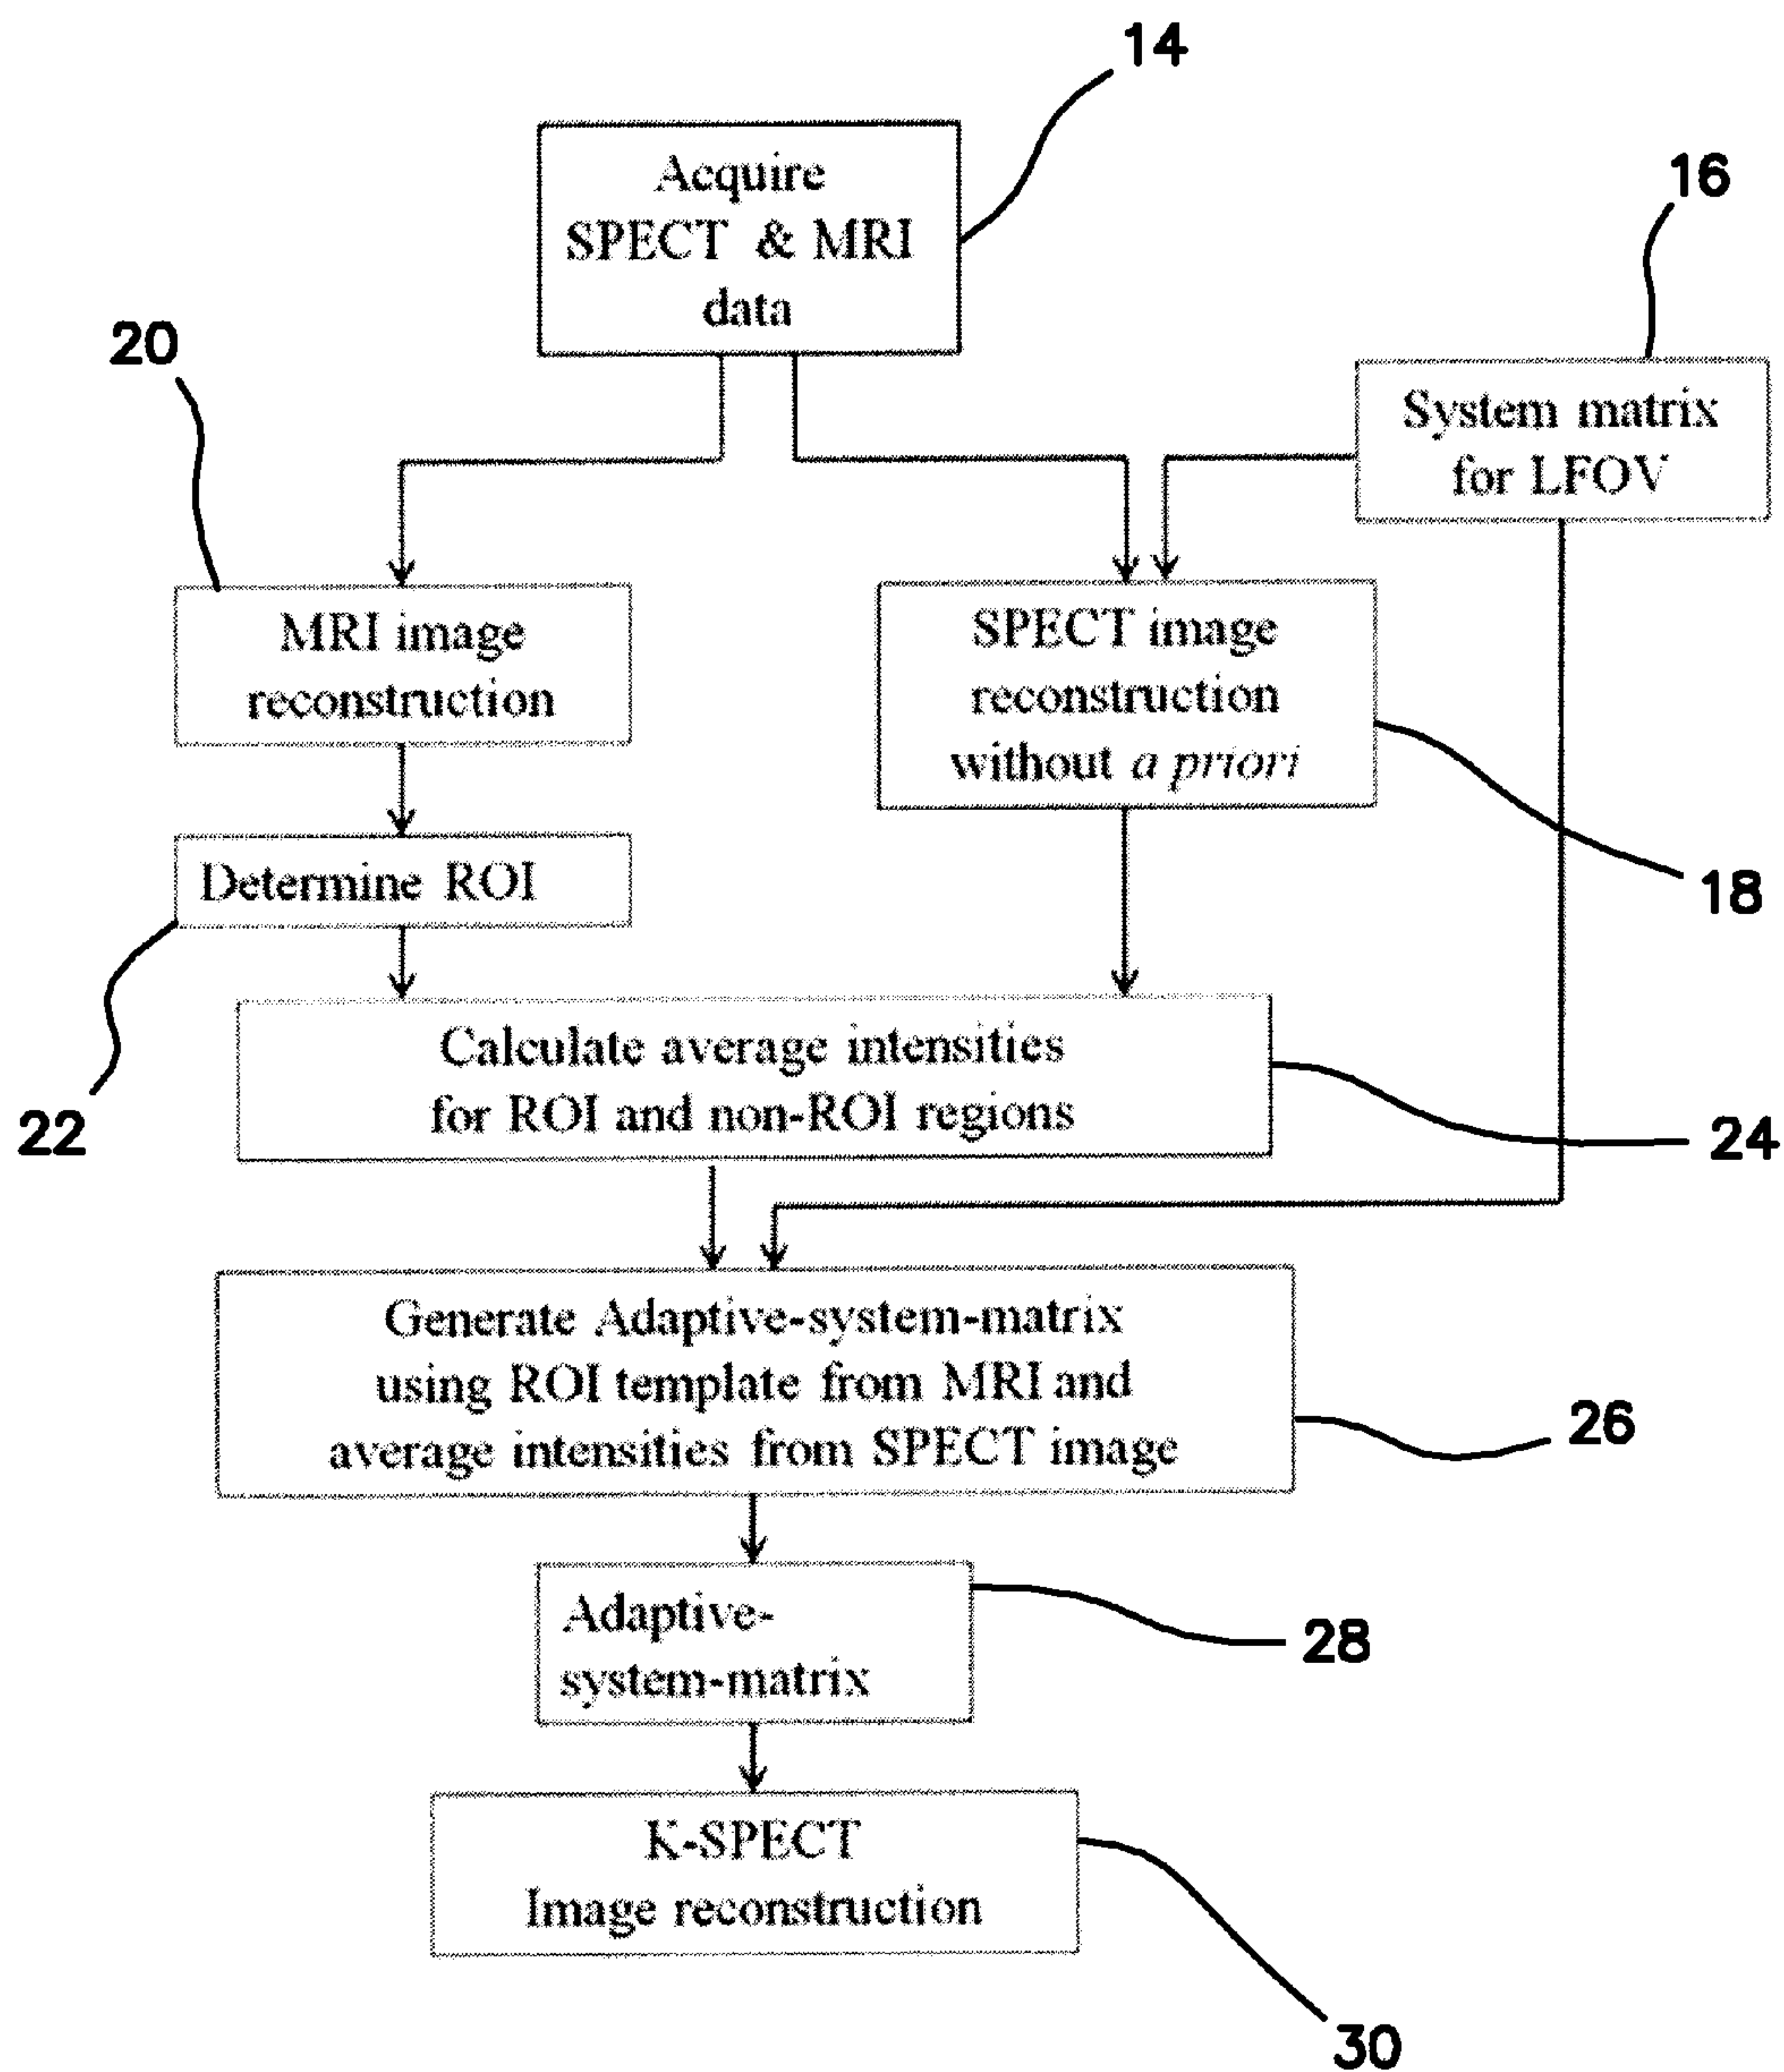 14
Acquire
SPECT & MRI
data
16
System matrix
for LFOV
20
MRI image
reconstruction
SPECT image
reconstruction
without a priori
18
Determine ROI
22
Calculate average intensities
for ROI and non-ROI regions
24
Generate Adaptive-system-matrix
using ROI template from MRI and
average intensities from SPECT image
26
Adaptive-
system-matrix
28
K-SPECT
Image reconstruction
30